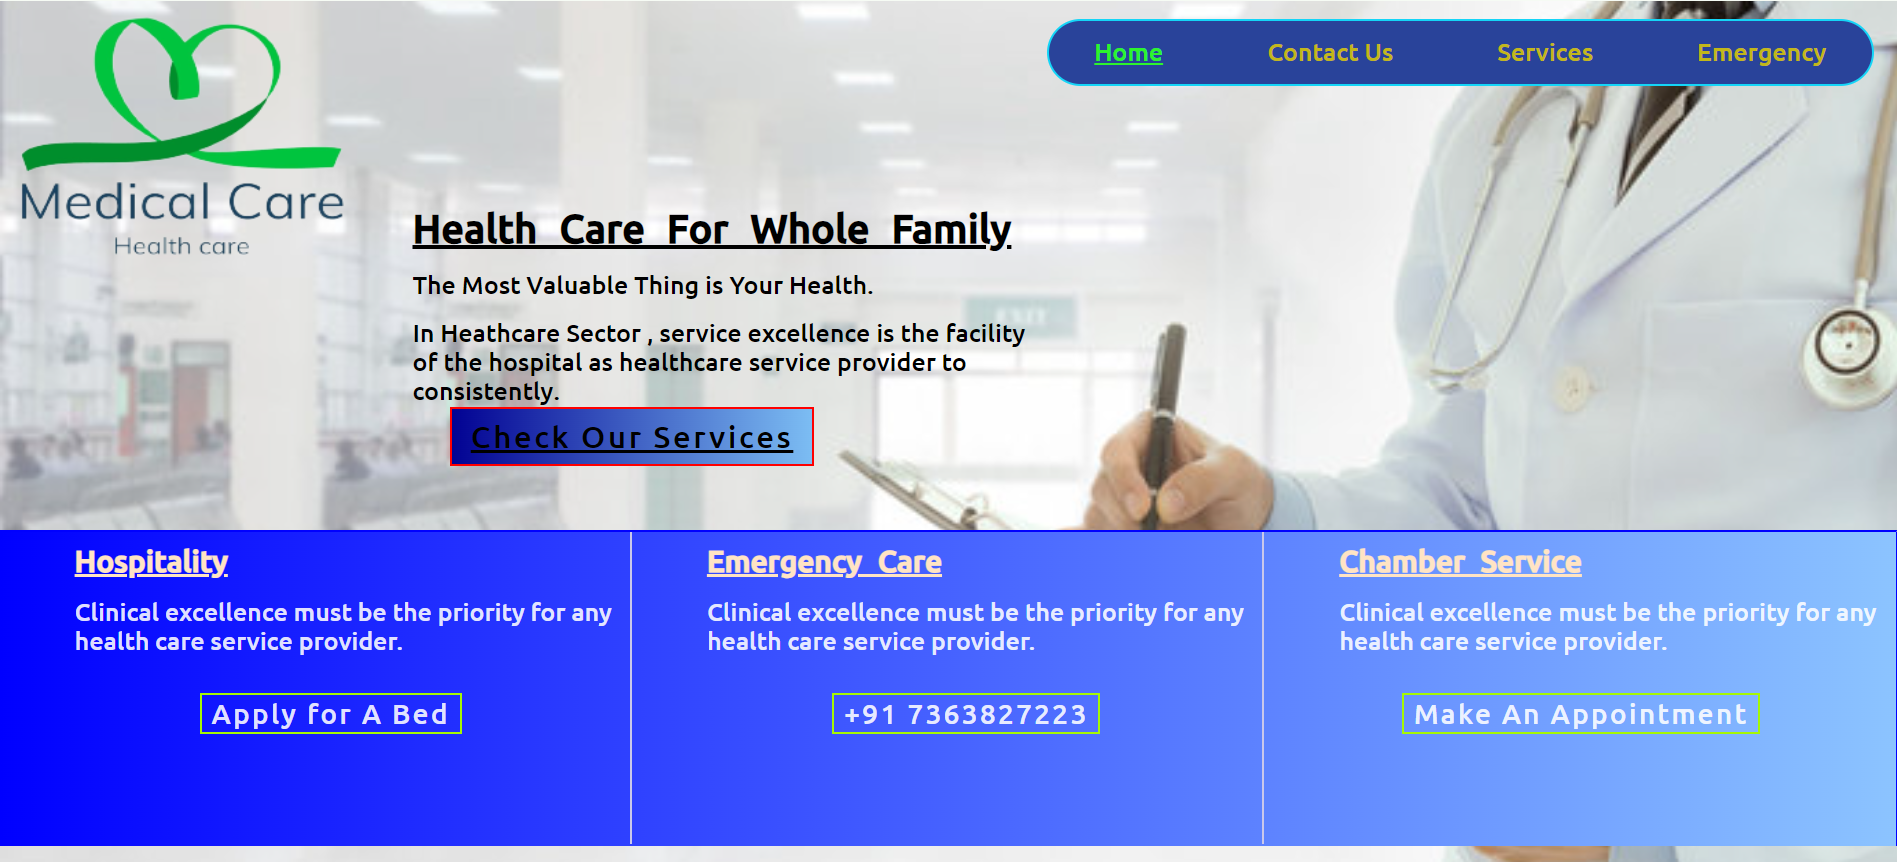 Medical Care
Health care
Home
Contact Us
Services
Emergency
Health Care For Whole Family
The Most Valuable Thing is Your Health.
In Heathcare Sector , service excellence is the facility
of the hospital as healthcare service provider to
consistently.
Check Our Services
EXIT
Hospitality
Clinical excellence must be the priority for any
health care service provider.
Apply for A Bed
Emergency Care
Clinical excellence must be the priority for any
health care service provider.
+91 7363827223
Chamber Service
Clinical excellence must be the priority for any
health care service provider.
Make An Appointment